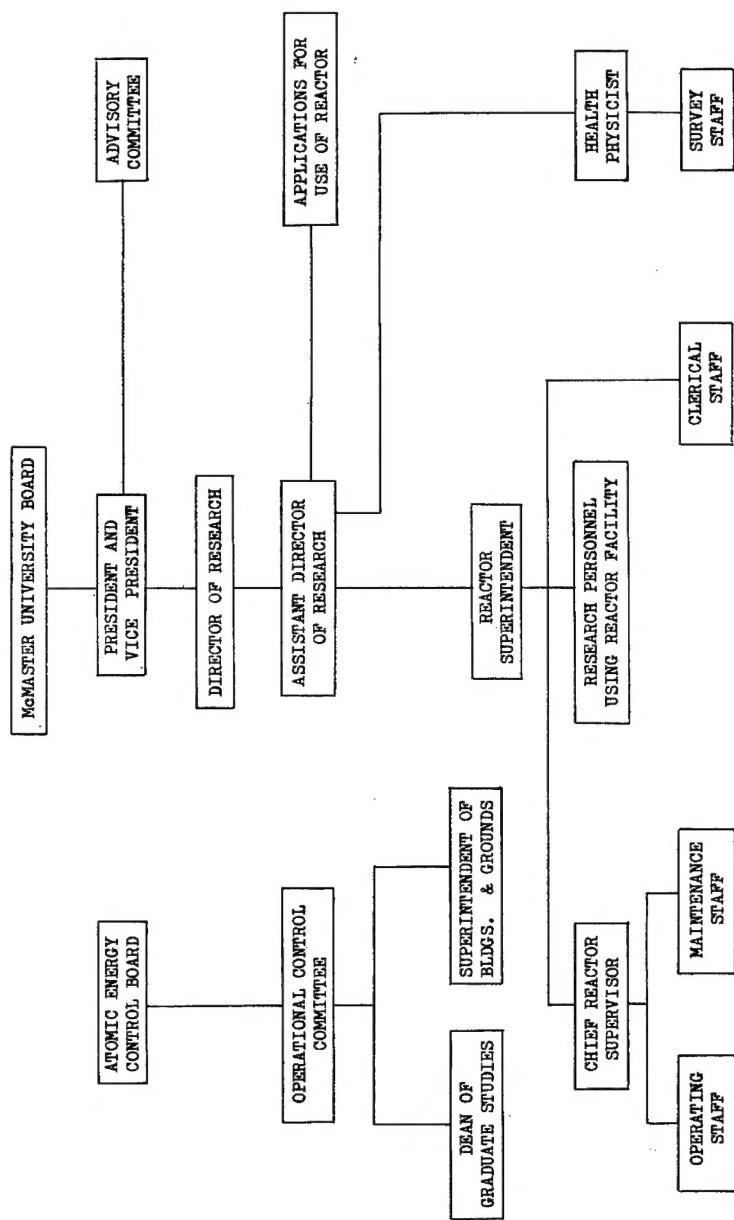 McMASTER UNIVERSITY BOARD
PRESIDENT AND
VICE PRESIDENT
ADVISORY
COMMITTEE
ATOMIC ENERGY
CONTROL BOARD
DIRECTOR OF RESEARCH
OPERATIONAL CONTROL
COMMITTEE
ASSISTANT DIRECTOR
OF RESEARCH
APPLICATIONS FOR
USE OF REACTOR
DEAN OF
GRADUATE STUDIES
SUPERINTENDENT OF
BLDGS. & GROUNDS
REACTOR
SUPERINTENDENT
CHIEF REACTOR
SUPERVISOR
RESEARCH PERSONNEL
USING REACTOR FACILITY
HEALTH
PHYSICIST
OPERATING
STAFF
MAINTENANCE
STAFF
CLERICAL
STAFF
SURVEY
STAFF